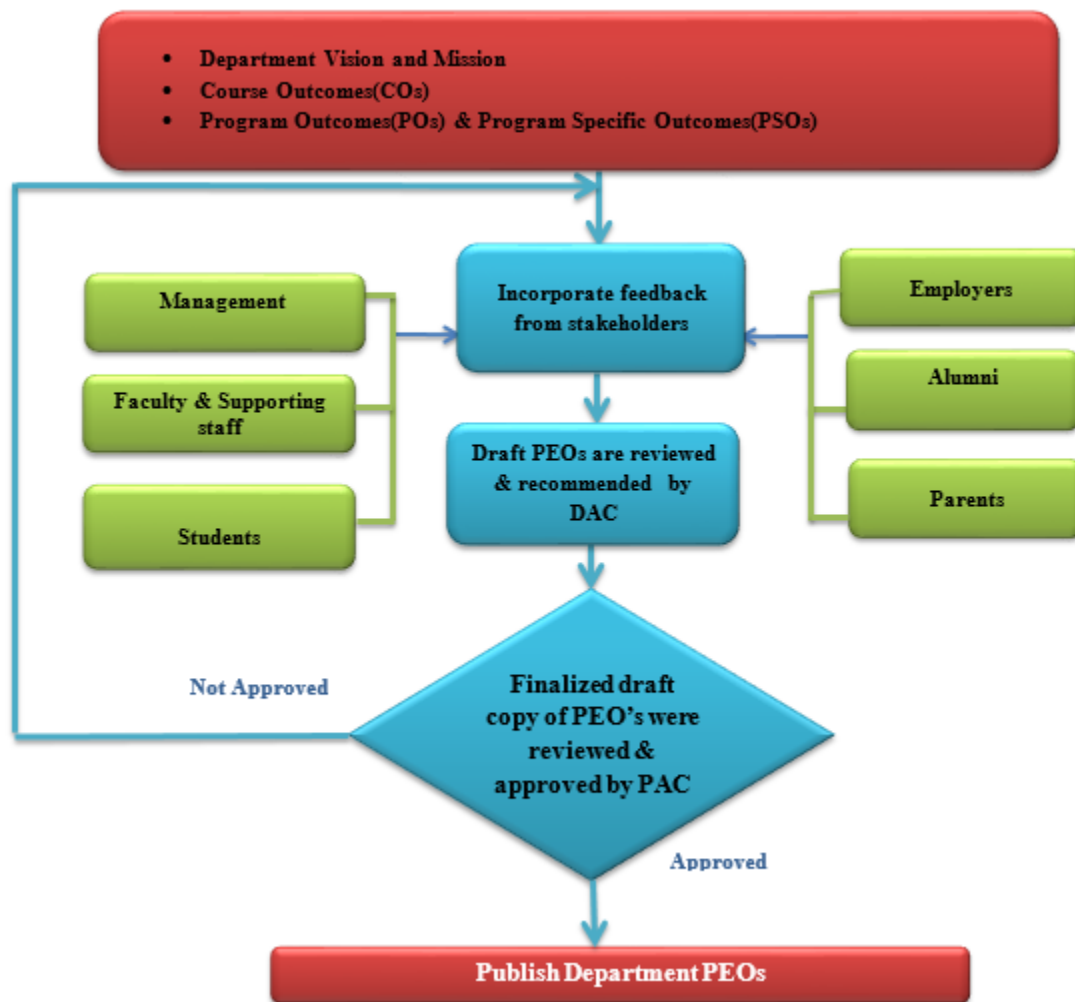 • Department Vision and Mission
• Course Outcomes(COs)
• Program Outcomes(POs) & Program Specific Outcomes(PSOs)
Incorporate feedback
from stakeholders
Management
Faculty & Supporting
staff
Students
Employers
Alumni
Parents
Draft PEOs are reviewed
& recommended by
DAC
Not Approved
Finalized draft
copy of PEO’s were
reviewed &
approved by PAC
Approved
Publish Department PEOs